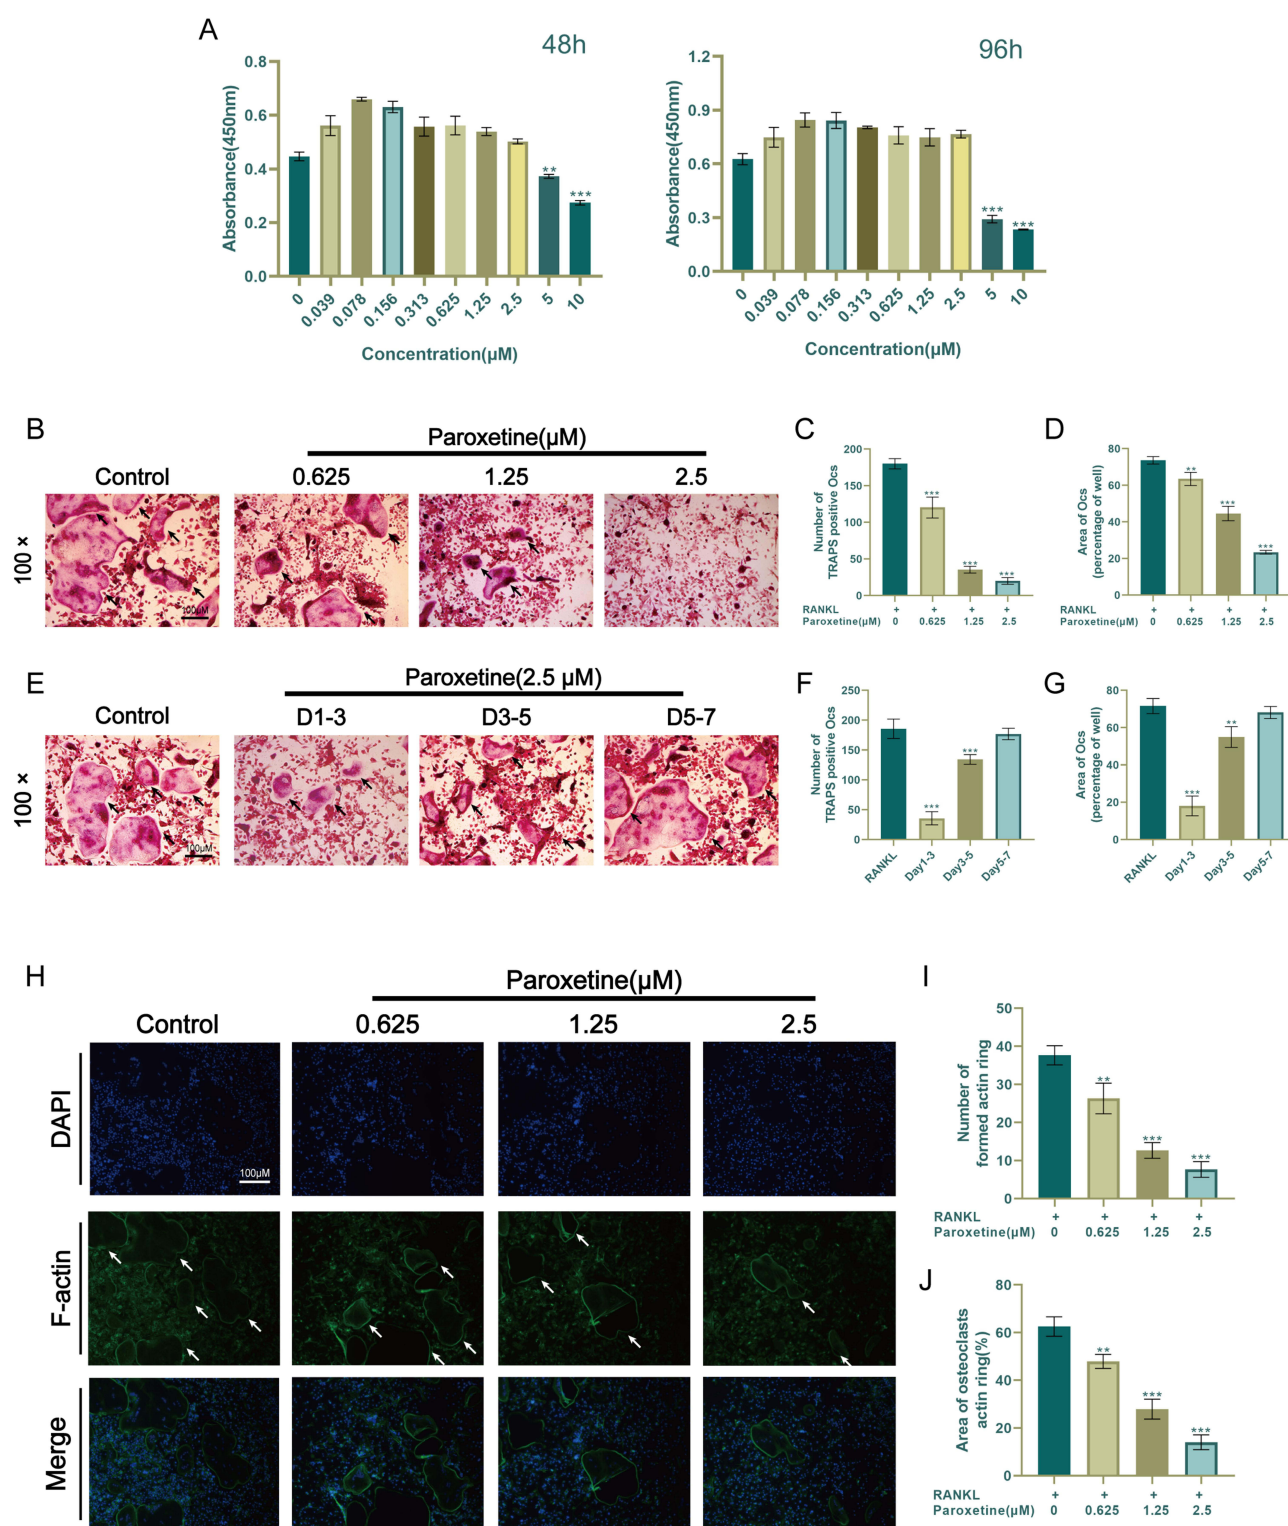 A
48h
Absorbance(450nm)
0.8
0.6
0.4
0.2
0.0
**
***
0
0.039
0.078
0.156
0.313
0.625
1.25
2.5
5
10
Concentration(μM)
96h
Absorbance(450nm)
1.2
0.9
0.6
0.3
0.0
***
***
0
0.039
0.078
0.156
0.313
0.625
1.25
2.5
5
10
Concentration(μM)
B
Paroxetine(μM)
Control
0.625
1.25
2.5
100 ×
100μM
C
Number of
TRAPS positive Ocs
200
150
100
50
0
***
***
***
RANKL + + + +
Paroxetine(μM) 0 0.625 1.25 2.5
D
Area of Ocs
(percentage of well)
80
60
40
20
0
**
***
***
RANKL + + + +
Paroxetine(μM) 0 0.625 1.25 2.5
E
Paroxetine(2.5 μM)
Control
D1-3
D3-5
D5-7
100 ×
100μM
F
Number of
TRAPS positive Ocs
250
200
150
100
50
0
***
***
RANKL
Day1-3
Day3-5
Day5-7
G
Area of Ocs
(percentage of well)
80
60
40
20
0
***
**
RANKL
Day1-3
Day3-5
Day5-7
H
Paroxetine(μM)
Control
0.625
1.25
2.5
DAPI
100μM
F-actin
Merge
I
Number of
formed actin ring
50
40
30
20
10
0
**
***
***
RANKL + + + +
Paroxetine(μM) 0 0.625 1.25 2.5
J
Area of osteoclasts
actin ring(%)
80
60
40
20
0
**
***
***
RANKL + + + +
Paroxetine(μM) 0 0.625 1.25 2.5